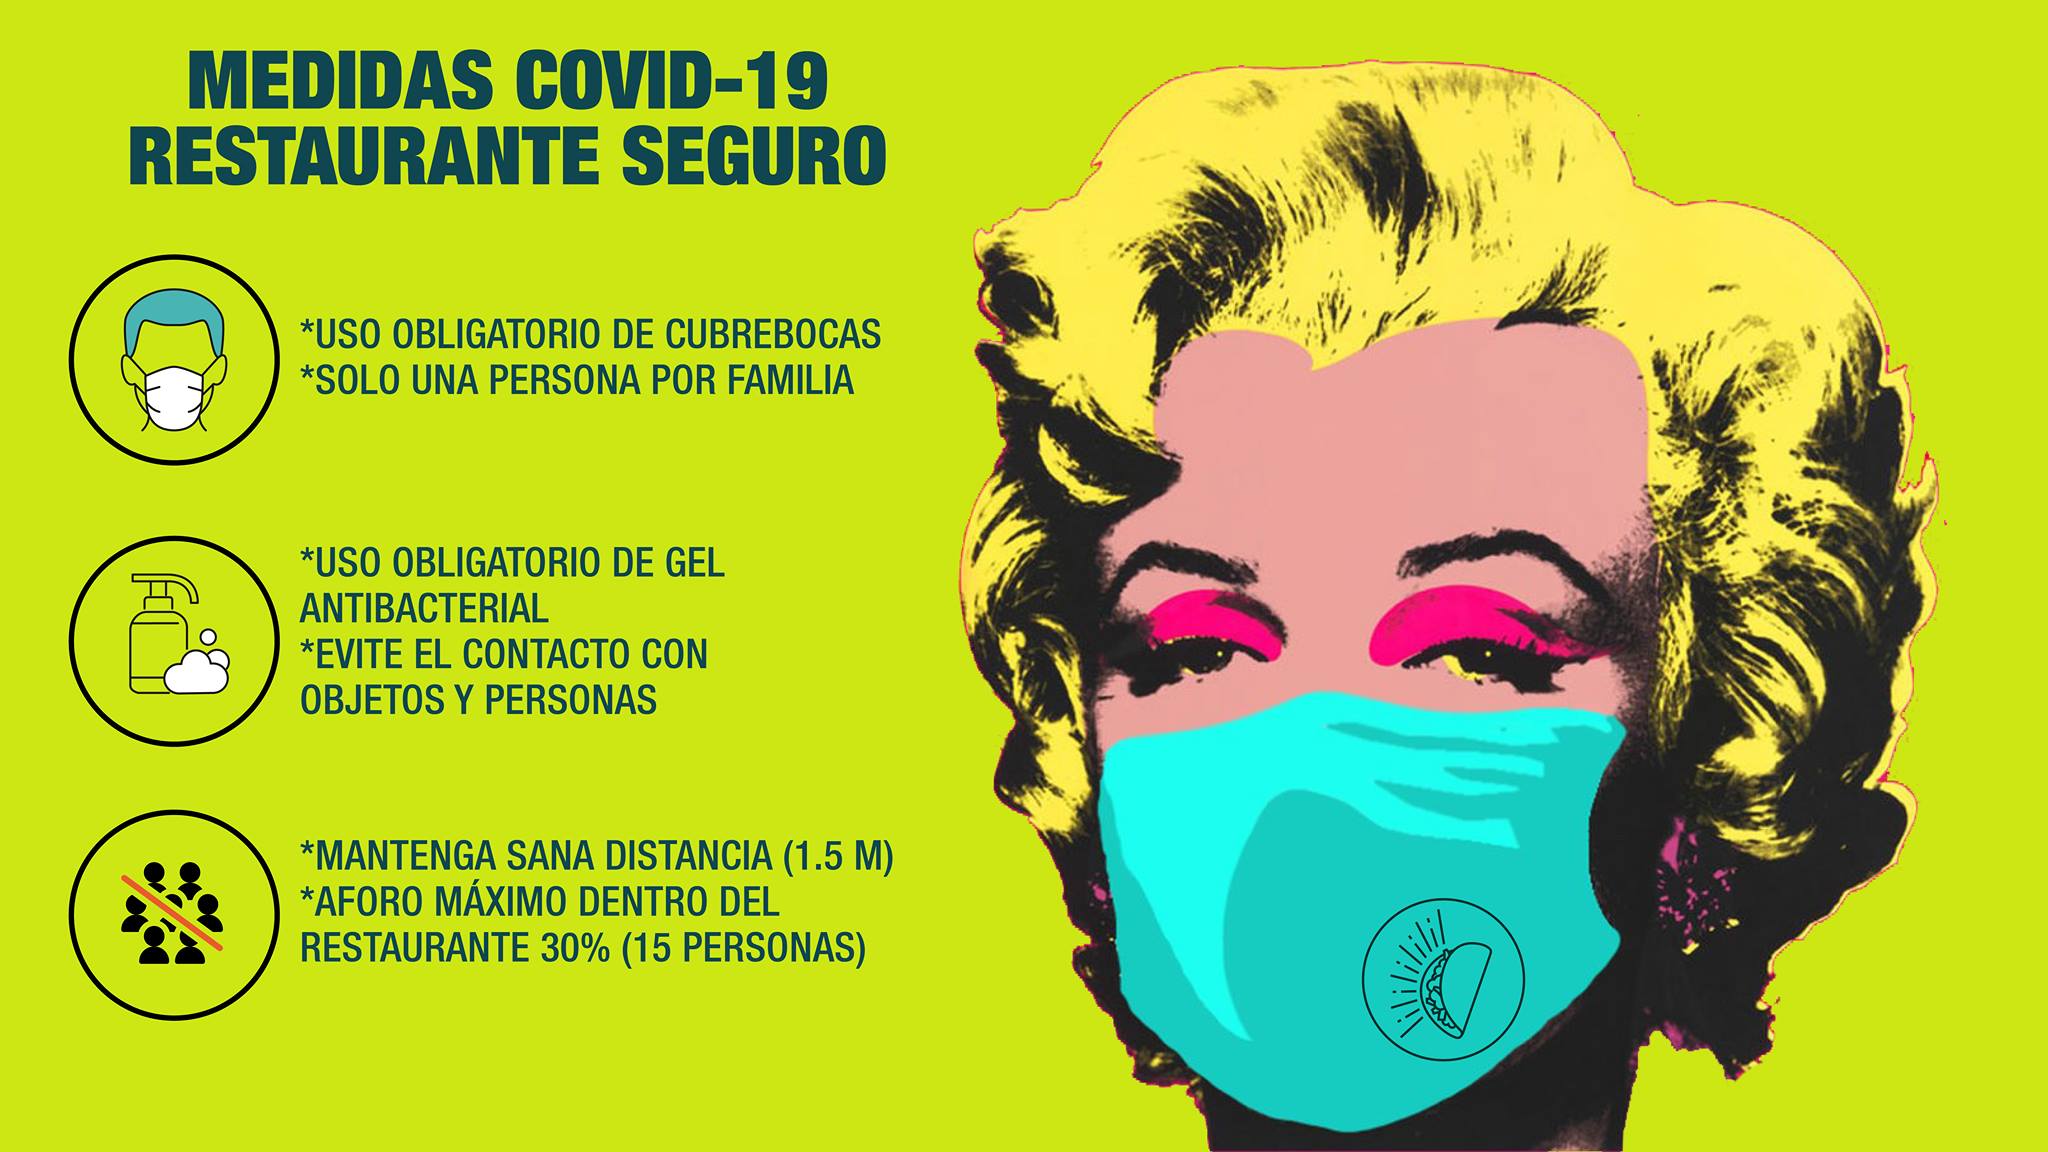 MEDIDAS COVID-19
RESTAURANTE SEGURO
*USO OBLIGATORIO DE CUBREBOCAS
*SOLO UNA PERSONA POR FAMILIA
*USO OBLIGATORIO DE GEL
ANTIBACTERIAL
*EVITE EL CONTACTO CON
OBJETOS Y PERSONAS
*MANTENGA SANA DISTANCIA (1.5 M)
*AFORO MÁXIMO DENTRO DEL
RESTAURANTE 30% (15 PERSONAS)